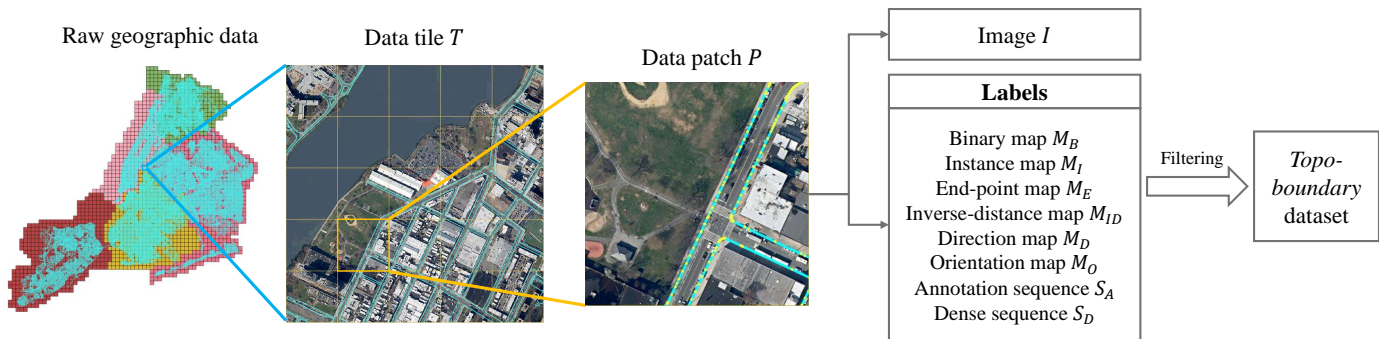 Raw geographic data
Data tile T
Data patch P
Image I
Labels
Binary map M_B
Instance map M_I
End-point map M_E
Inverse-distance map M_ID
Direction map M_D
Orientation map M_O
Annotation sequence S_A
Dense sequence S_D
Filtering
Topo-
boundary
dataset